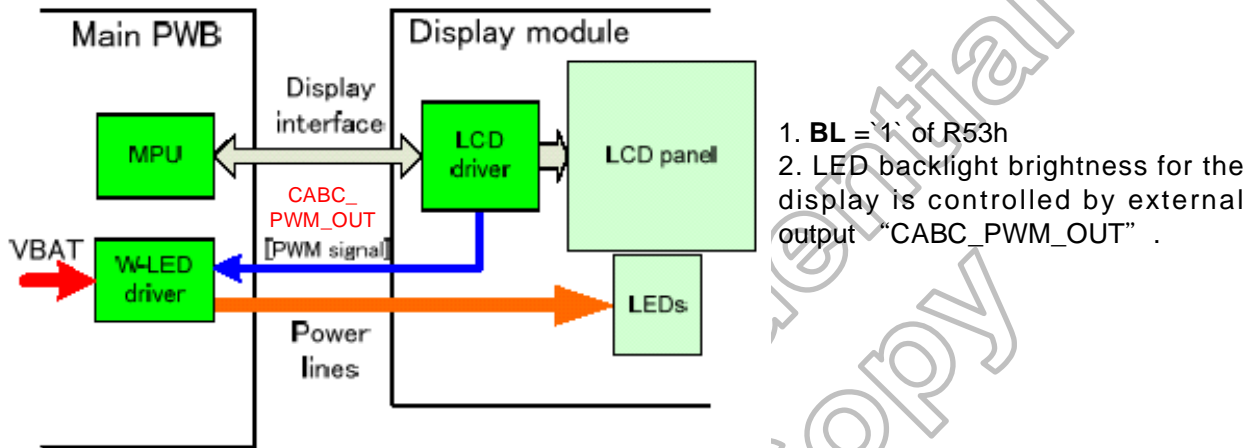 Main PWB
Display module
Display
interface
MPU
LCD
driver
LCD panel
CABC_
PWM_OUT
[PWM signal]
VBAT
W-LED
driver
LEDs
Power
lines
1. BL =`1` of R53h
2. LED backlight brightness for the
display is controlled by external
output “CABC_PWM_OUT” .
ential
opy